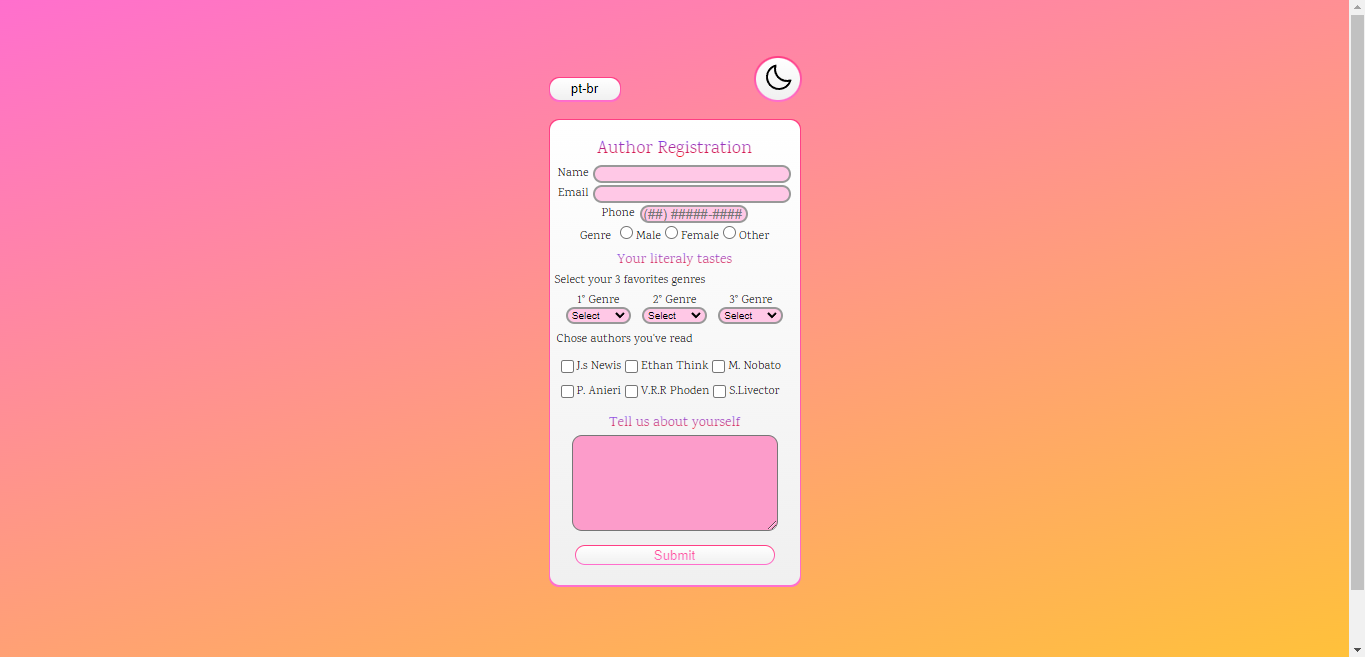 pt-br
Author Registration
Name
Email
Phone (##) #####-####
Genre Male Female Other
Your literaly tastes
Select your 3 favorites genres
1° Genre 2° Genre 3° Genre
Select Select Select
Chose authors you've read
J.s Newis Ethan Think M. Nobato
P. Anieri V.R.R Phoden S.Livector
Tell us about yourself
Submit